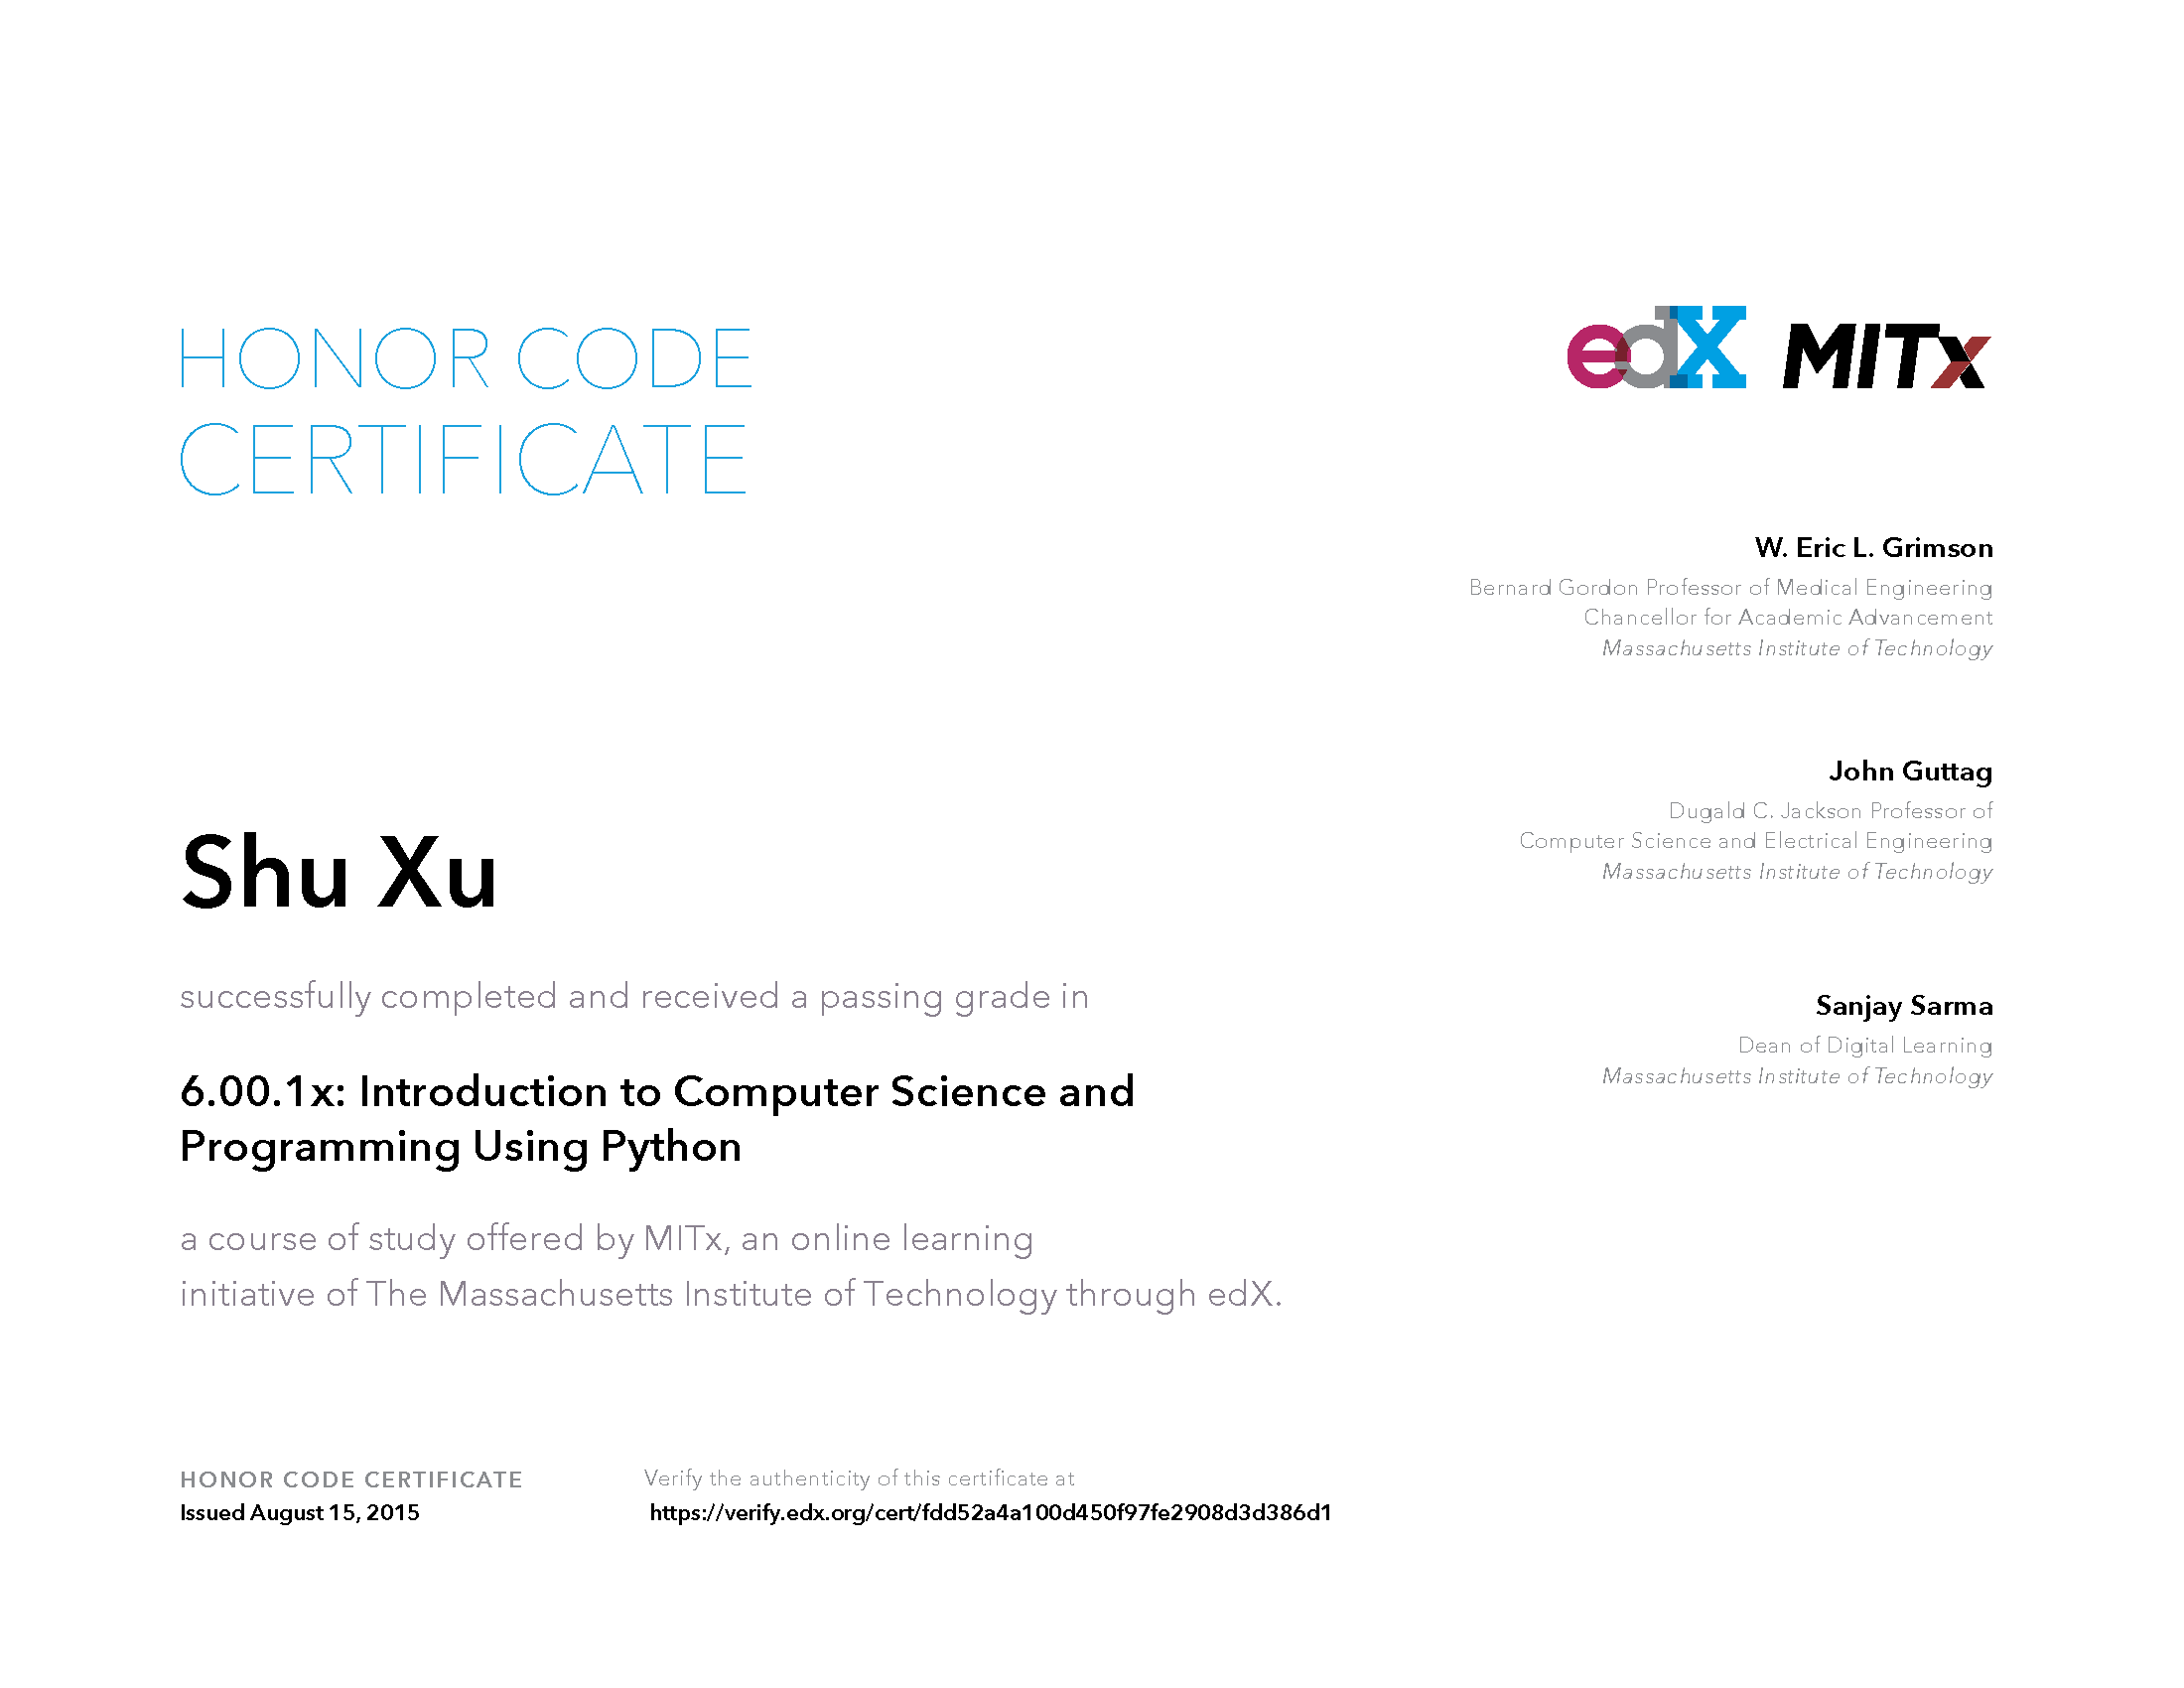 HONOR CODE
CERTIFICATE
edX MITx
W. Eric L. Grimson
Bernard Gordon Professor of Medical Engineering
Chancellor for Academic Advancement
Massachusetts Institute of Technology
John Guttag
Dugald C. Jackson Professor of
Computer Science and Electrical Engineering
Massachusetts Institute of Technology
Sanjay Sarma
Dean of Digital Learning
Massachusetts Institute of Technology
Shu Xu
successfully completed and received a passing grade in
6.00.1x: Introduction to Computer Science and
Programming Using Python
a course of study offered by MITx, an online learning
initiative of The Massachusetts Institute of Technology through edX.
HONOR CODE CERTIFICATE
Issued August 15, 2015
Verify the authenticity of this certificate at
https://verify.edx.org/cert/fdd52a4a100d450f97fe2908d3d386d1